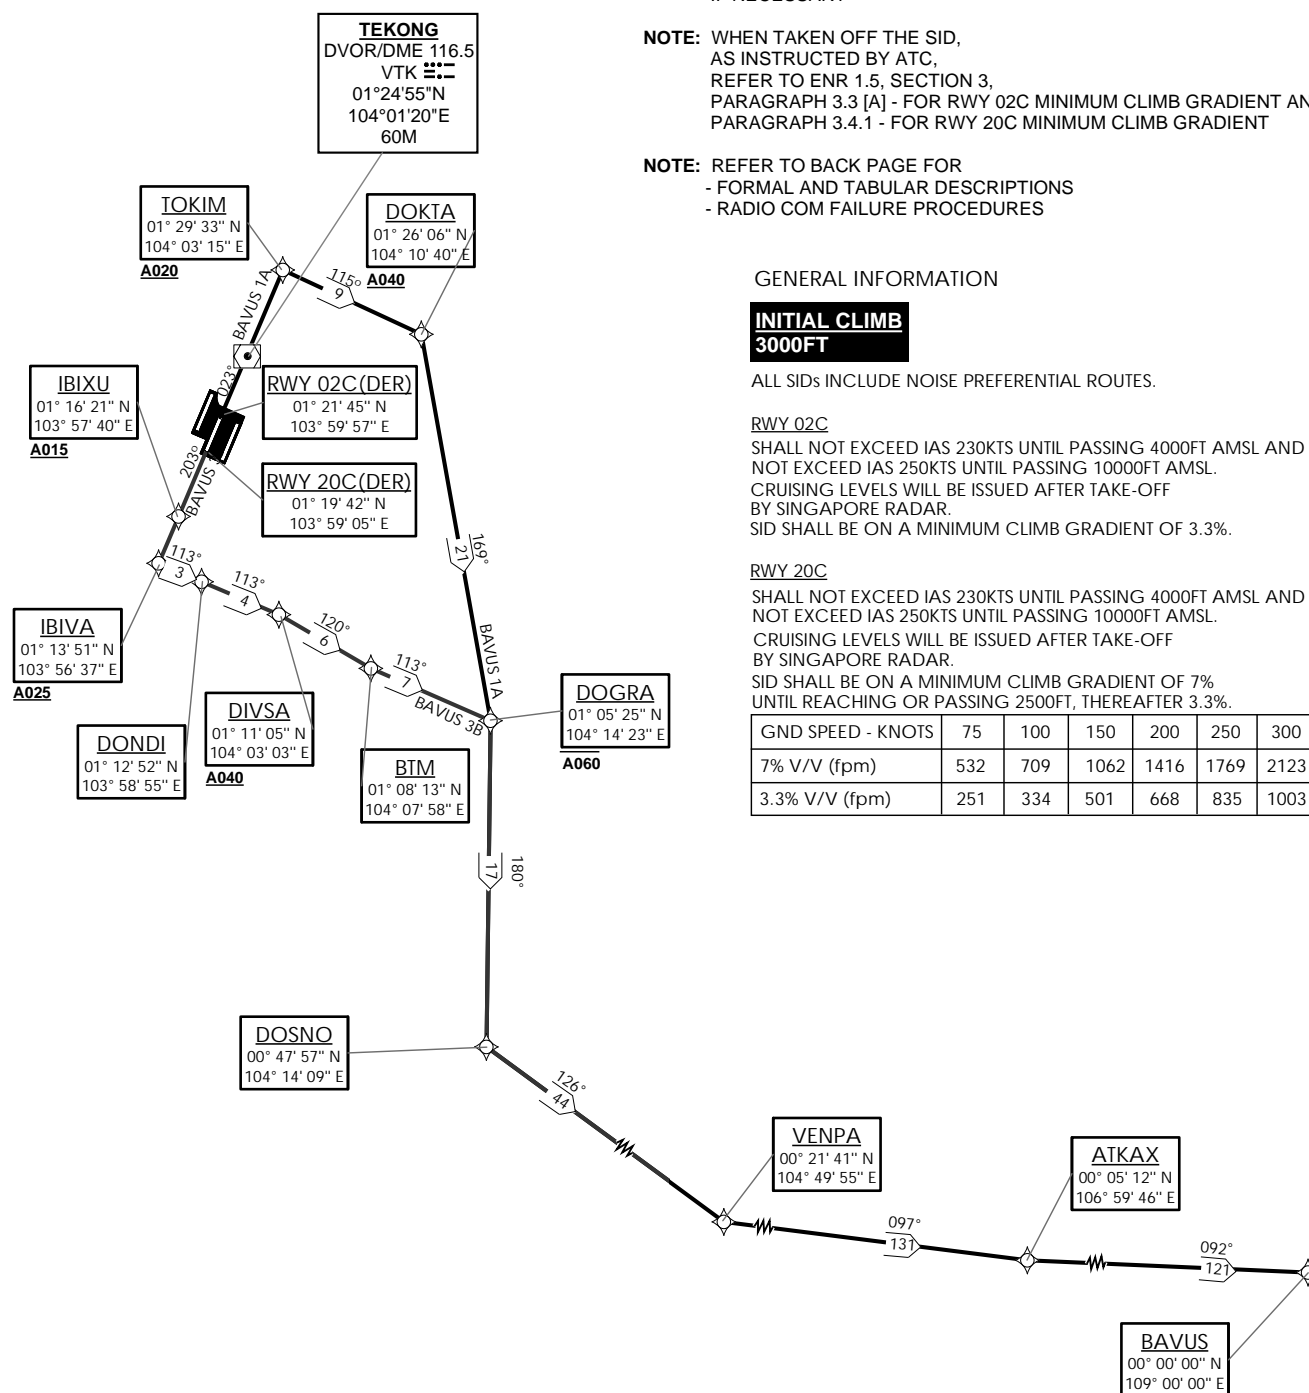 TEKONG
DVOR/DME 116.5
VTK
01°24'55"N
104°01'20"E
60M
NOTE: WHEN TAKEN OFF THE SID,
AS INSTRUCTED BY ATC,
REFER TO ENR 1.5, SECTION 3,
PARAGRAPH 3.3 [A] - FOR RWY 02C MINIMUM CLIMB GRADIENT
PARAGRAPH 3.4.1 - FOR RWY 20C MINIMUM CLIMB GRADIENT
NOTE: REFER TO BACK PAGE FOR
- FORMAL AND TABULAR DESCRIPTIONS
- RADIO COM FAILURE PROCEDURES
TOKIM
01° 29' 33" N
104° 03' 15" E
A020
DOKTA
01° 26' 06" N
104° 10' 40" E
A040
115°
9
BAVUS 1A
023°
GENERAL INFORMATION
INITIAL CLIMB
3000FT
ALL SIDs INCLUDE NOISE PREFERENTIAL ROUTES.
RWY 02C
SHALL NOT EXCEED IAS 230KTS UNTIL PASSING 4000FT AMSL AND
NOT EXCEED IAS 250KTS UNTIL PASSING 10000FT AMSL.
CRUISING LEVELS WILL BE ISSUED AFTER TAKE-OFF
BY SINGAPORE RADAR.
SID SHALL BE ON A MINIMUM CLIMB GRADIENT OF 3.3%.
RWY 20C
SHALL NOT EXCEED IAS 230KTS UNTIL PASSING 4000FT AMSL AND
NOT EXCEED IAS 250KTS UNTIL PASSING 10000FT AMSL.
CRUISING LEVELS WILL BE ISSUED AFTER TAKE-OFF
BY SINGAPORE RADAR.
SID SHALL BE ON A MINIMUM CLIMB GRADIENT OF 7%
UNTIL REACHING OR PASSING 2500FT, THEREAFTER 3.3%.
GND SPEED - KNOTS 75 100 150 200 250 300
7% V/V (fpm) 532 709 1062 1416 1769 2123
3.3% V/V (fpm) 251 334 501 668 835 1003
IBIXU
01° 16' 21" N
103° 57' 40" E
A015
RWY 02C(DER)
01° 21' 45" N
103° 59' 57" E
RWY 20C(DER)
01° 19' 42" N
103° 59' 05" E
203°
BAVUS
169°
21
BAVUS 1A
113°
3
113°
4
120°
6
113°
7
BAVUS 3B
IBIVA
01° 13' 51" N
103° 56' 37" E
A025
DONDI
01° 12' 52" N
103° 58' 55" E
DIVSA
01° 11' 05" N
104° 03' 03" E
A040
BTM
01° 08' 13" N
104° 07' 58" E
DOGRA
01° 05' 25" N
104° 14' 23" E
A060
180°
17
DOSNO
00° 47' 57" N
104° 14' 09" E
126°
44
VENPA
00° 21' 41" N
104° 49' 55" E
097°
131
ATKAX
00° 05' 12" N
106° 59' 46" E
092°
121
BAVUS
00° 00' 00" N
109° 00' 00" E